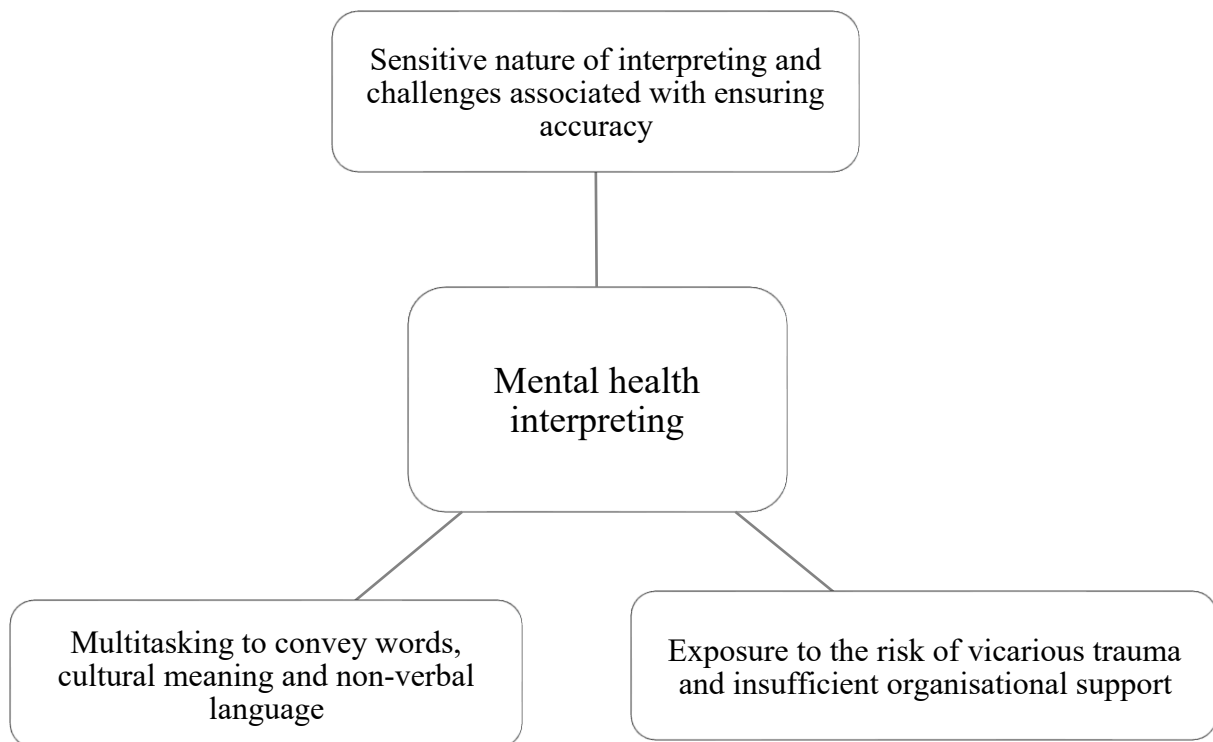 Sensitive nature of interpreting and
challenges associated with ensuring
accuracy
Mental health
interpreting
Multitasking to convey words,
cultural meaning and non-verbal
language
Exposure to the risk of vicarious trauma
and insufficient organisational support